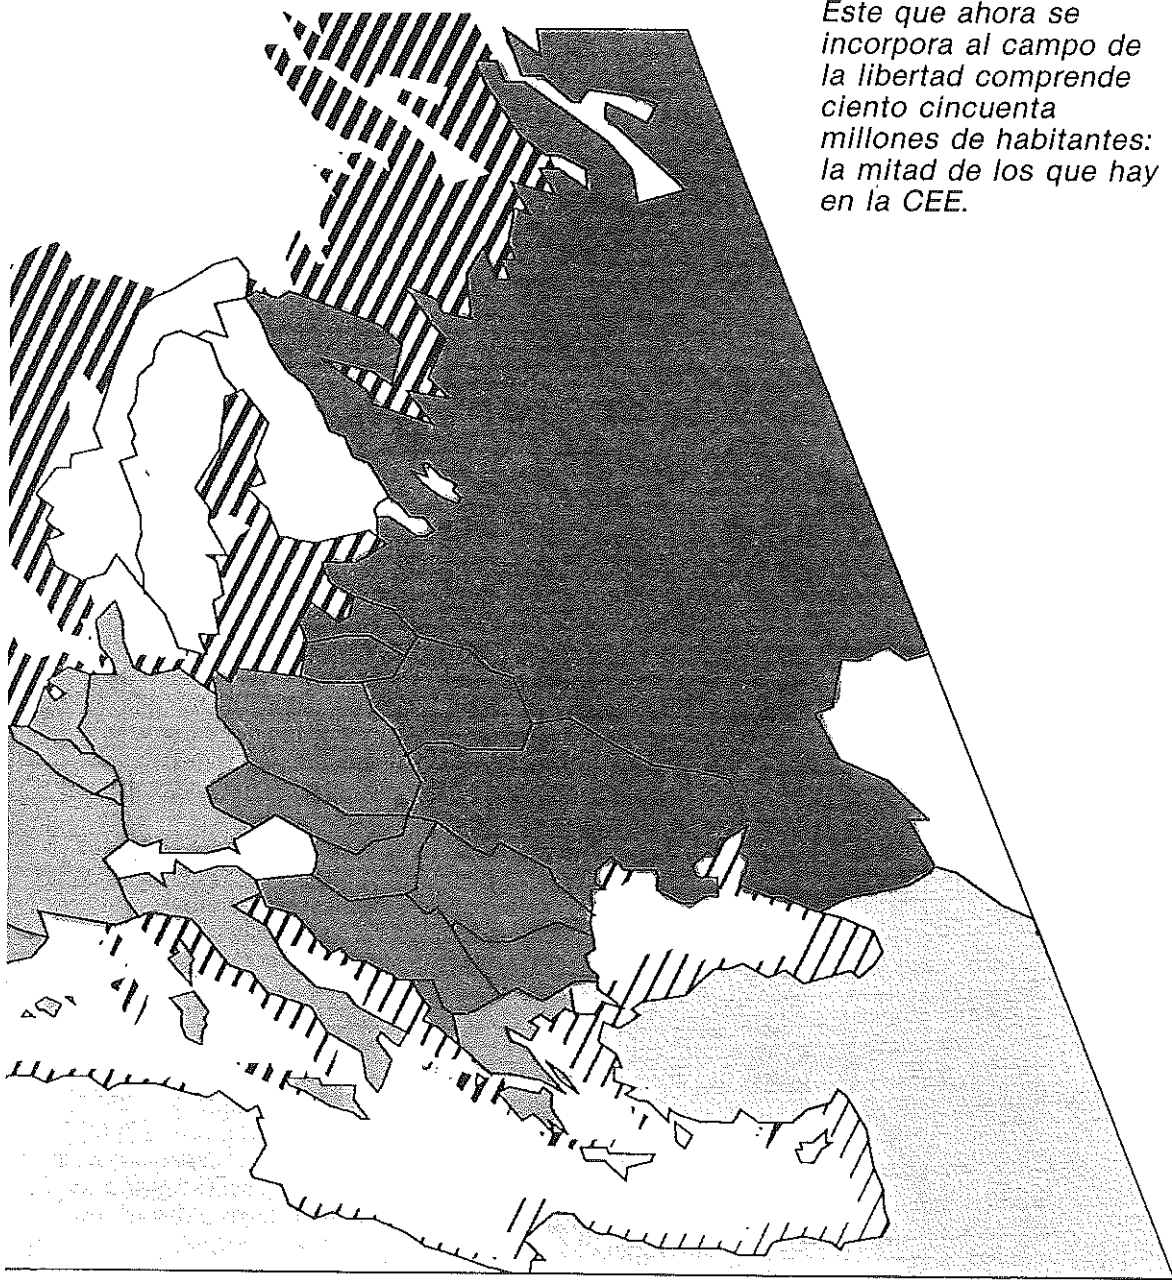 Este que ahora se
incorpora al campo de
la libertad comprende
ciento cincuenta
millones de habitantes:
la mitad de los que hay
en la CEE.